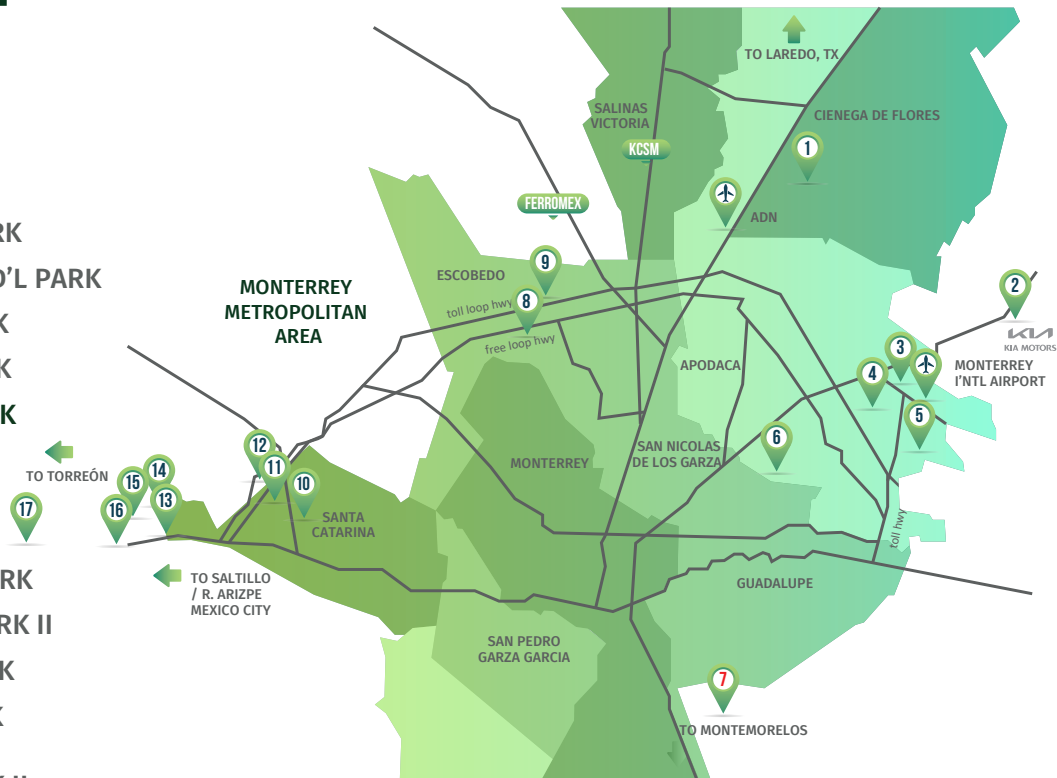 TO LAREDO, TX
SALINAS
VICTORIA
CIENEGA DE FLORES
KCSM
1
FERROMEX
ADN
RK
D'L PARK
K
K
K
ESCOBEDO
9
8
MONTERREY
METROPOLITAN
AREA
toll loop hwy
free loop hwy
2
KIA
KIA MOTORS
3
MONTERREY
I'NTL AIRPORT
4
APODACA
5
6
SAN NICOLAS
DE LOS GARZA
MONTERREY
12
11
10
TO TORREÓN
14
15
13
16
17
SANTA
CATARINA
toll hwy
TO SALTILLO
/ R. ARIZPE
MEXICO CITY
GUADALUPE
RK
RK II
K
K
SAN PEDRO
GARZA GARCIA
7
TO MONTEMORELOS